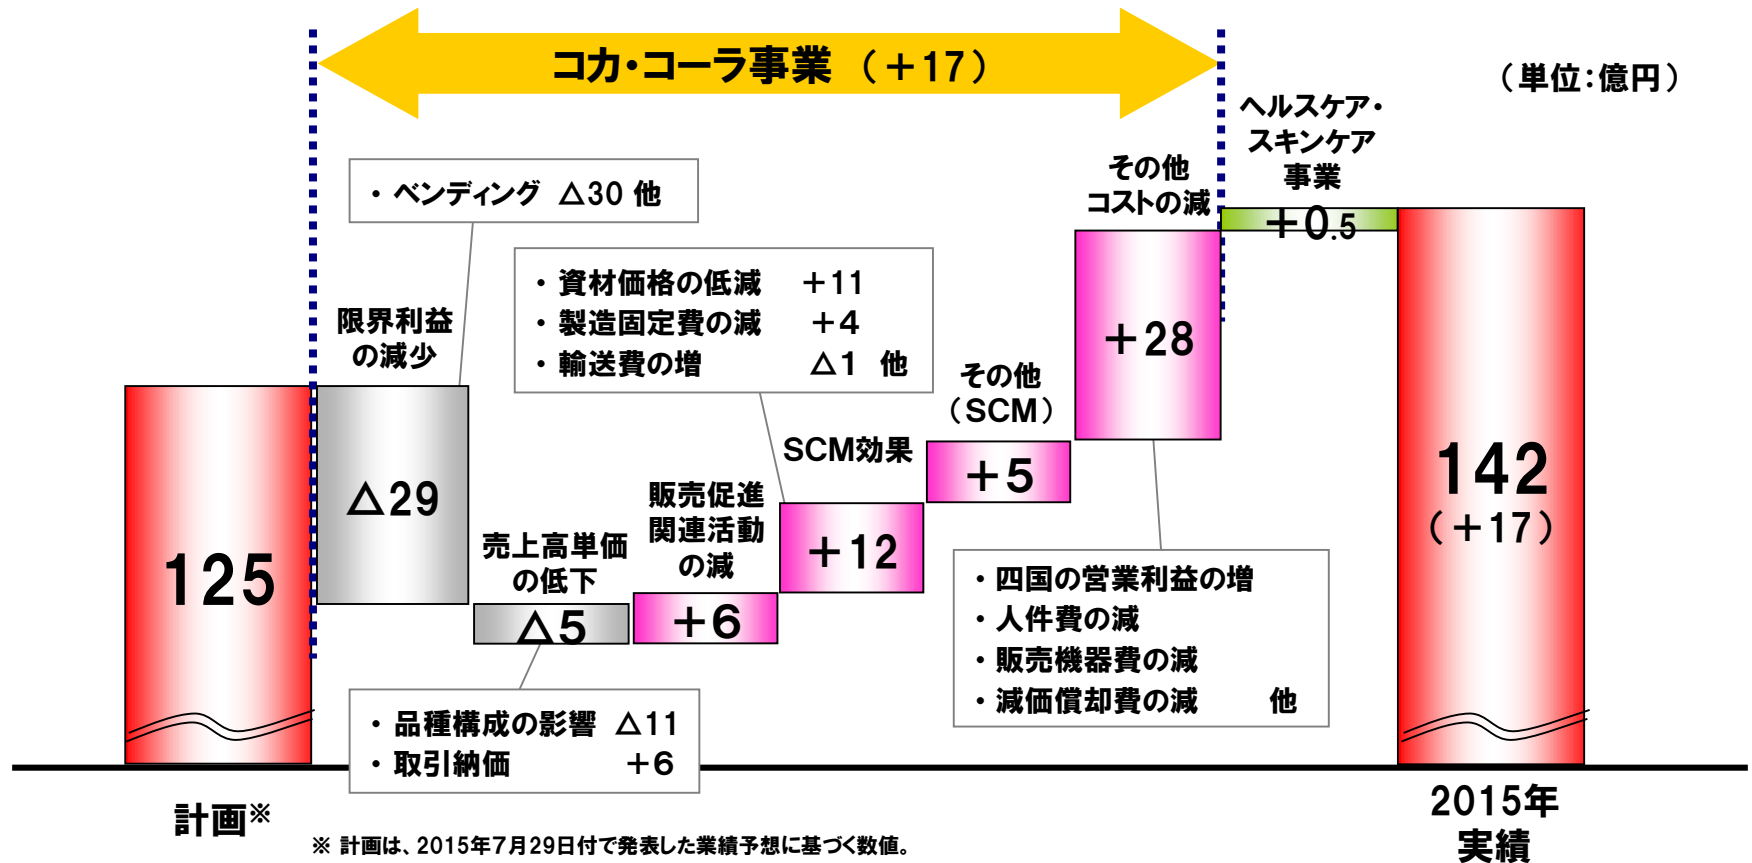 コカ・コーラ事業（＋17）
（単位：億円）
ヘルスケア・
スキンケア
事業
＋0.5
その他
コストの減
＋28
・ ベンディング △30 他
・ 資材価格の低減 ＋11
・ 製造固定費の減 ＋4
・ 輸送費の増 △1 他
限界利益
の減少
△29
その他
（SCM）
＋5
SCM効果
＋12
販売促進
関連活動
の減
＋6
売上高単価
の低下
△5
125
142
（＋17）
・ 四国の営業利益の増
・ 人件費の減
・ 販売機器費の減
・ 減価償却費の減 他
・ 品種構成の影響 △11
・ 取引納価 ＋6
計画※
2015年
実績
※ 計画は、2015年7月29日付で発表した業績予想に基づく数値。